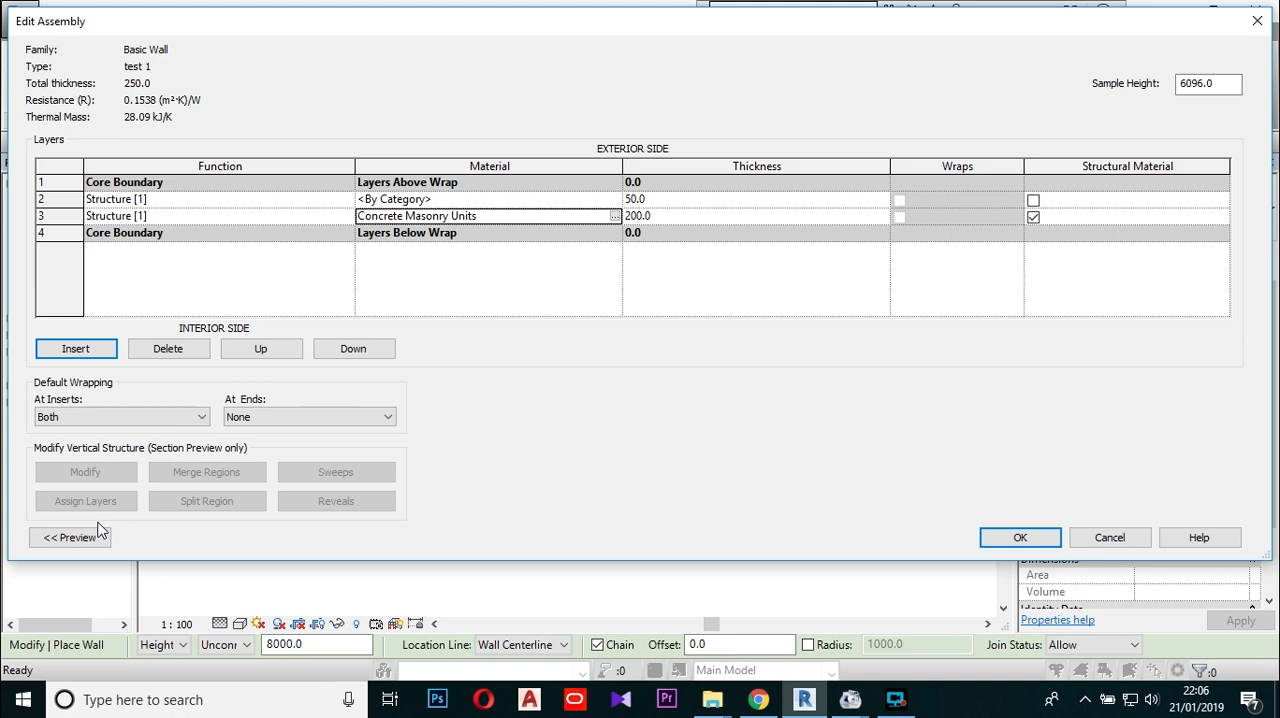 Edit Assembly
Family: Basic Wall
Type: test 1
Total thickness: 250.0
Resistance (R): 0.1538 (m²·K)/W
Thermal Mass: 28.09 kJ/K
Sample Height: 6096.0
Layers
EXTERIOR SIDE
Function Material Thickness Wraps Structural Material
1 Core Boundary Layers Above Wrap 0.0
2 Structure [1] <By Category> 50.0
3 Structure [1] Concrete Masonry Units ... 200.0
4 Core Boundary Layers Below Wrap 0.0
INTERIOR SIDE
Insert Delete Up Down
Default Wrapping
At Inserts: At Ends:
Both None
Modify Vertical Structure (Section Preview only)
Modify Merge Regions Sweeps
Assign Layers Split Region Reveals
<< Preview OK Cancel Help
Area
Volume
1 : 100 Properties help Apply
Modify | Place Wall Height Unconr 8000.0 Location Line: Wall Centerline Chain Offset: 0.0 Radius: 1000.0 Join Status: Allow
Ready :0 Main Model :0
Type here to search Ps A Pr R 22:06
21/01/2019 7